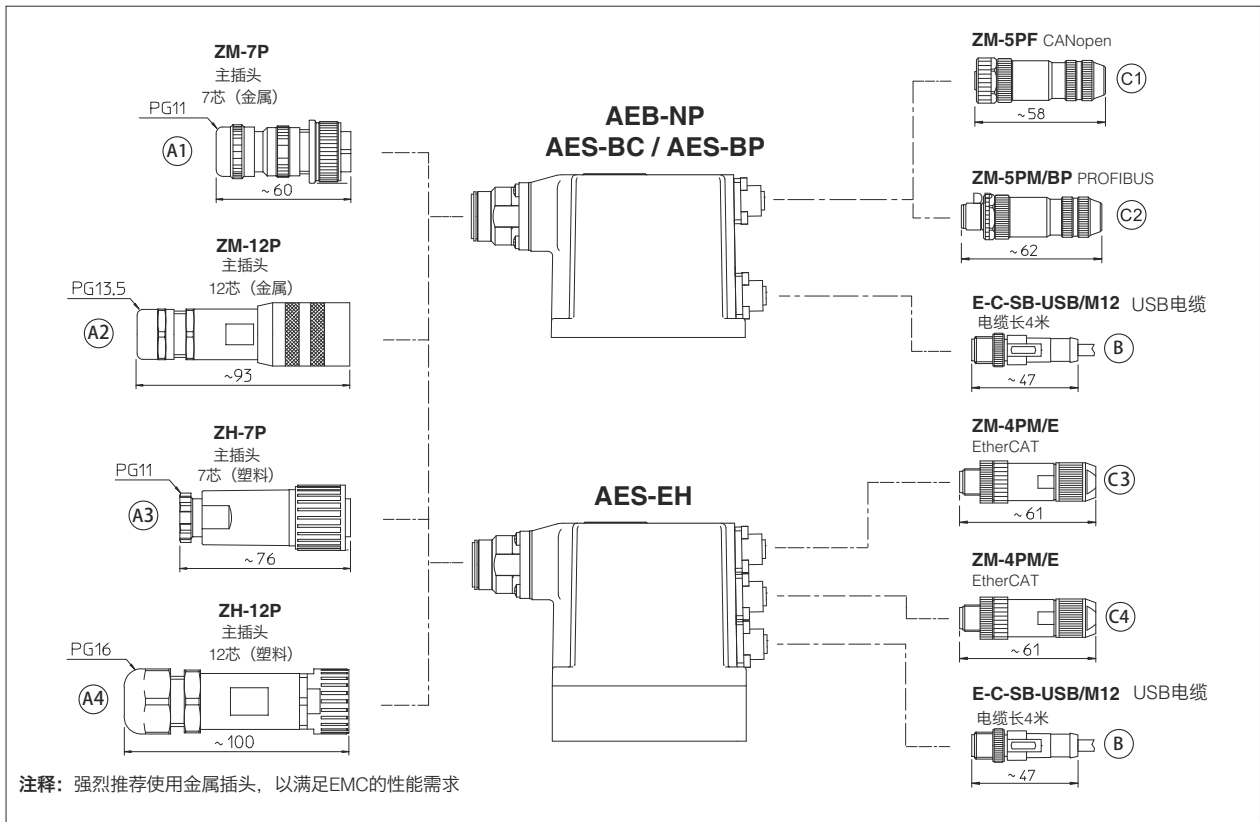 ZM-7P
主插头
7芯（金属）
PG11
A1
~60
ZM-12P
主插头
12芯（金属）
PG13.5
A2
~93
ZH-7P
主插头
7芯（塑料）
PG11
A3
~76
ZH-12P
主插头
12芯（塑料）
PG16
A4
~100
AEB-NP
AES-BC / AES-BP
AES-EH
ZM-5PF CANopen
C1
~58
ZM-5PM/BP PROFIBUS
C2
~62
E-C-SB-USB/M12 USB电缆
电缆长4米
B
~47
ZM-4PM/E
EtherCAT
C3
~61
ZM-4PM/E
EtherCAT
C4
~61
E-C-SB-USB/M12 USB电缆
电缆长4米
B
~47
注释：强烈推荐使用金属插头，以满足EMC的性能需求